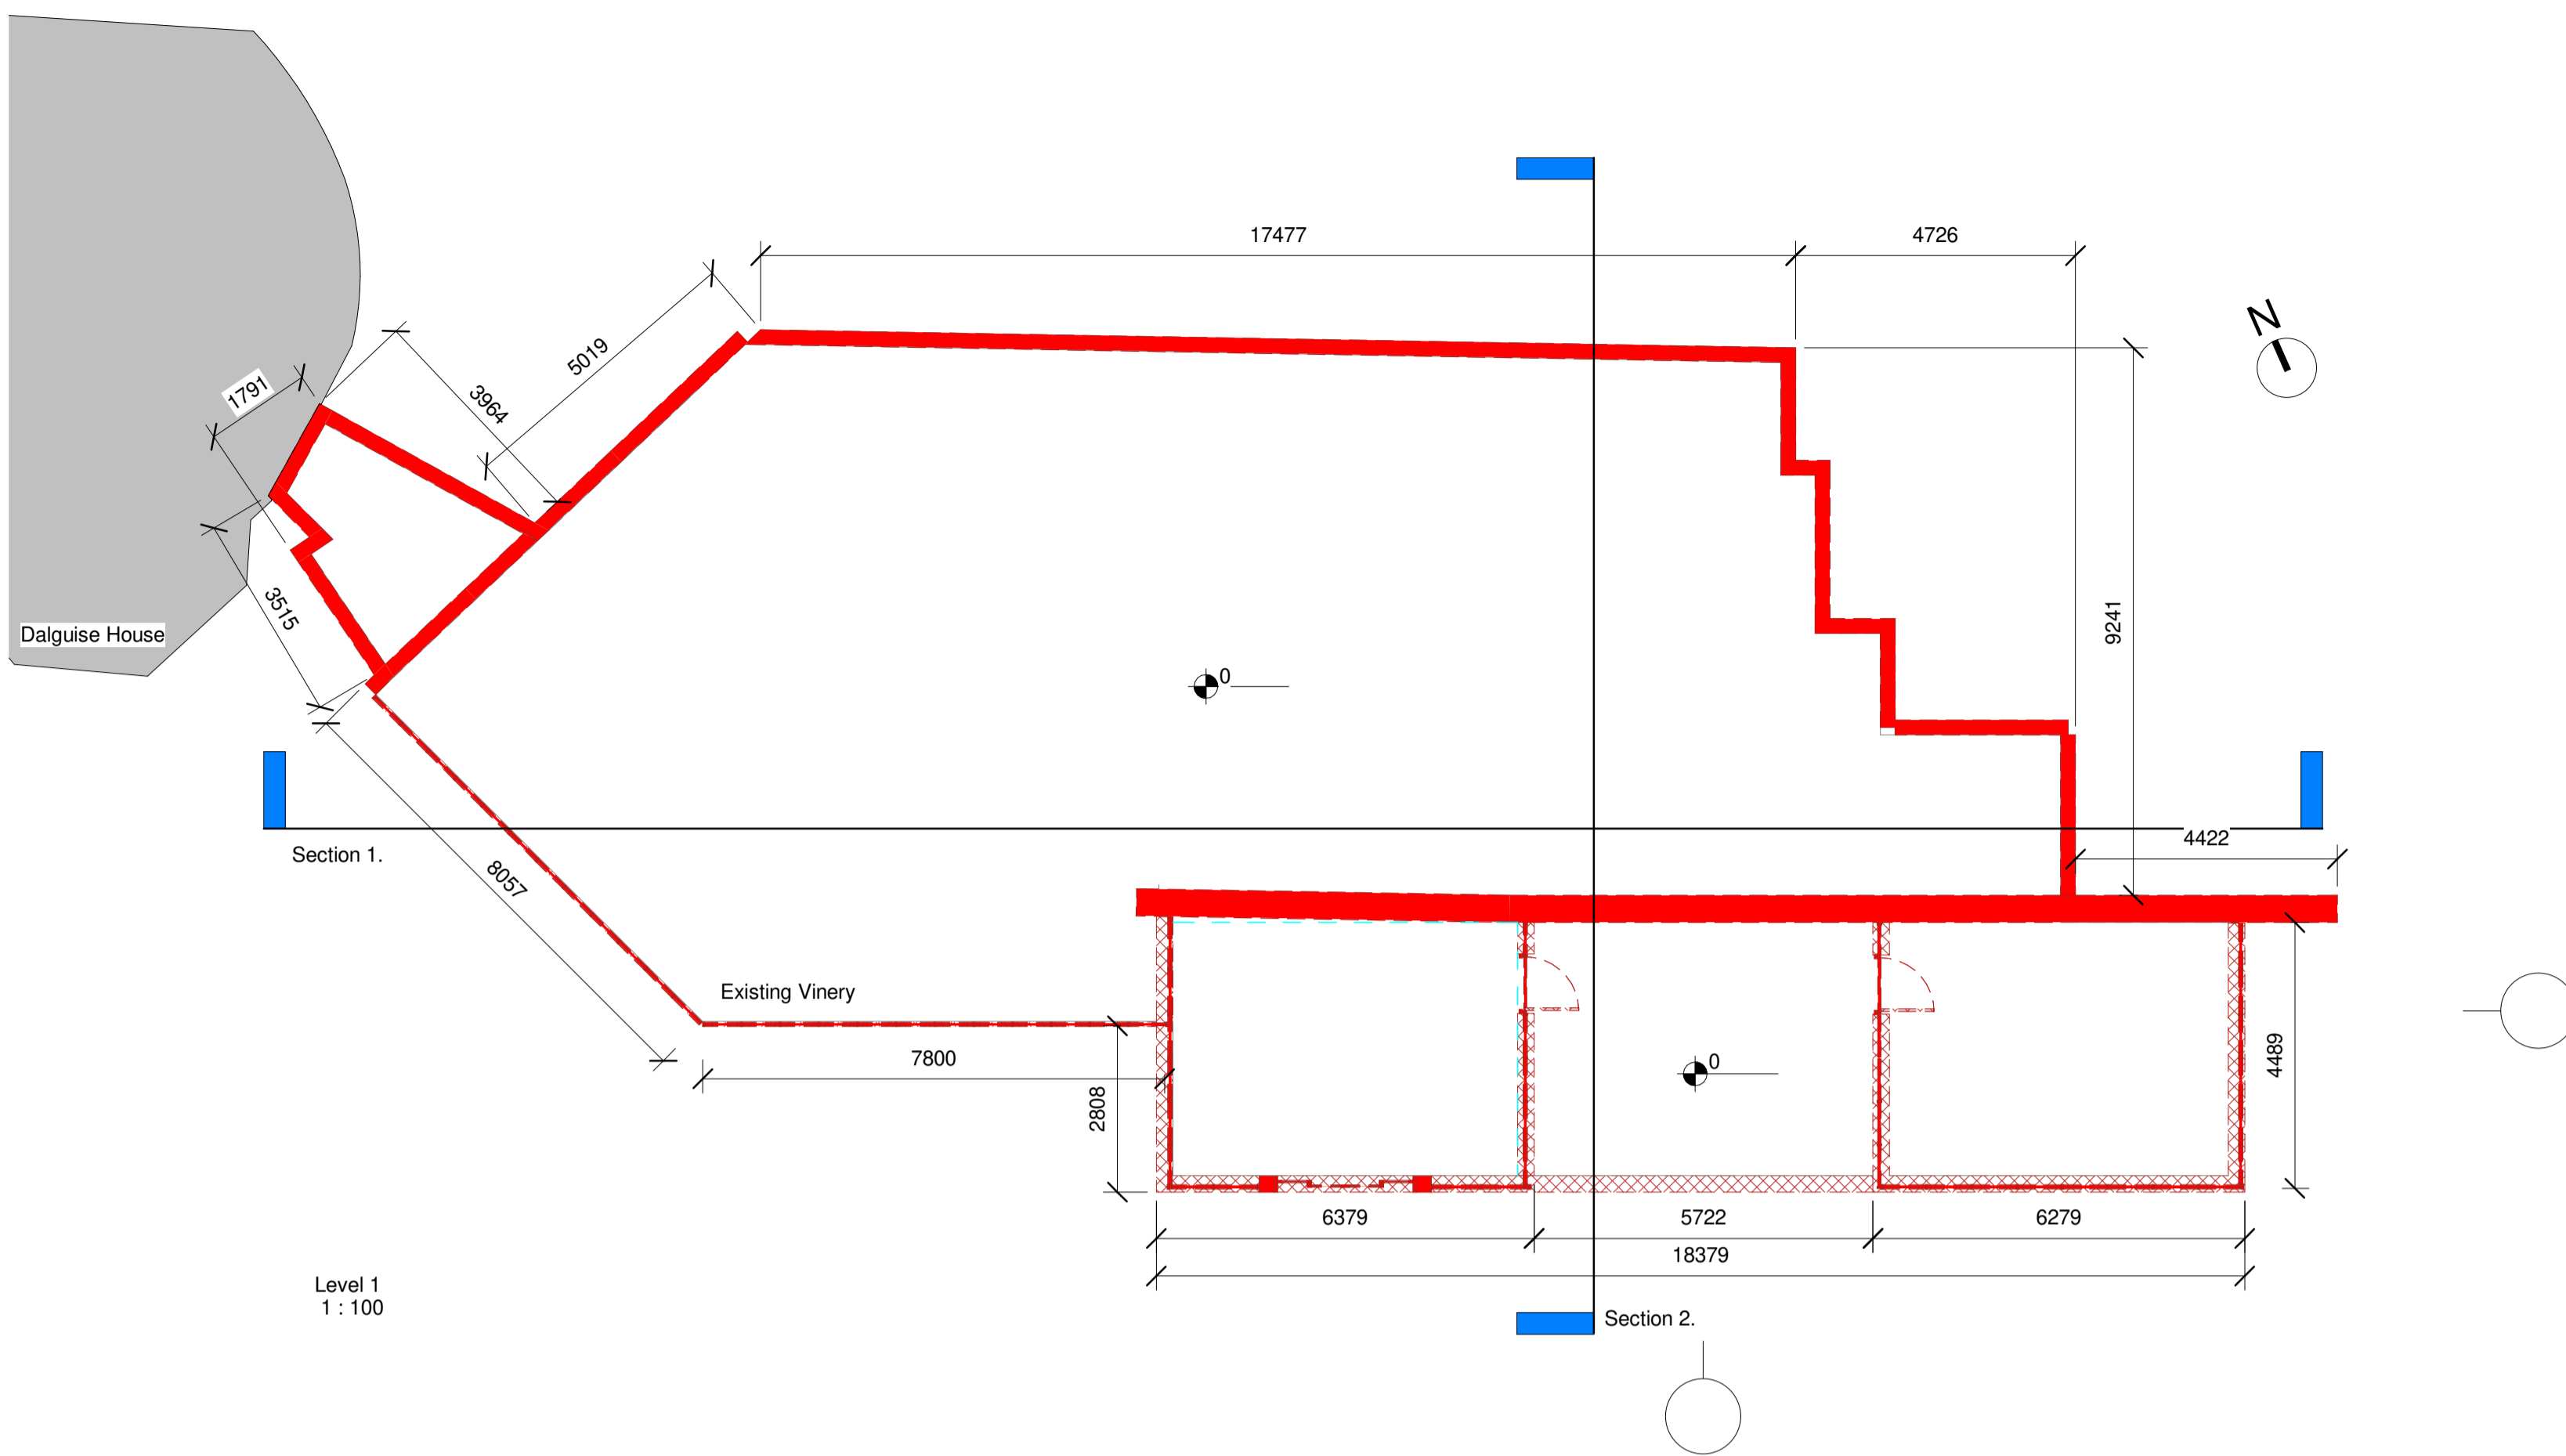 17477
4726
N
5019
3964
1791
9241
3515
Dalguise House
0
4422
Section 1.
8057
Existing Vinery
7800
2808
0
4489
6379
5722
6279
18379
Level 1
1 : 100
Section 2.